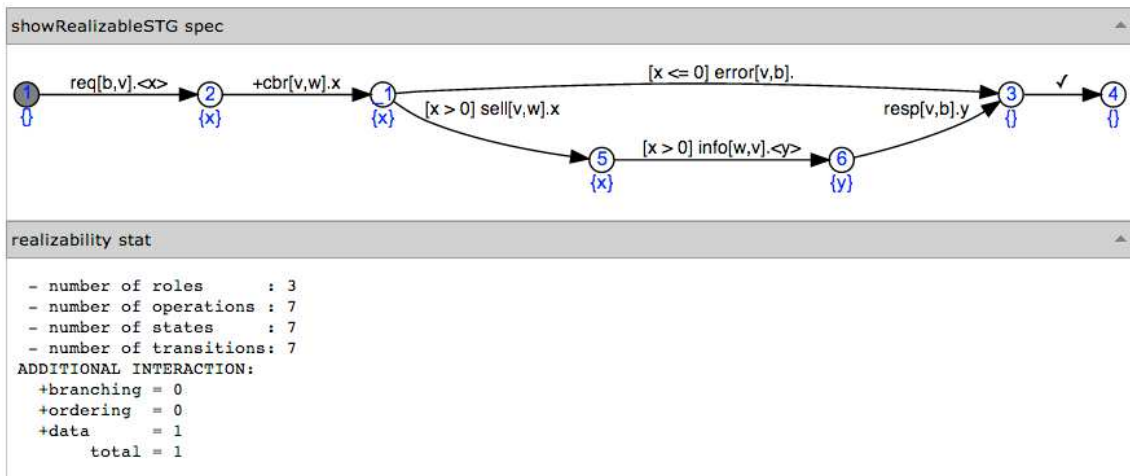 showRealizableSTG spec
[x <= 0] error[v,b].
req[b,v].<x> +cbr[v,w].x ✓
1 2 _1 3 4
{} {x} {x} [x > 0] sell[v,w].x resp[v,b].y {} {}
[x > 0] info[w,v].<y>
5 6
{x} {y}
realizability stat
- number of roles : 3
- number of operations : 7
- number of states : 7
- number of transitions: 7
ADDITIONAL INTERACTION:
+branching = 0
+ordering = 0
+data = 1
total = 1